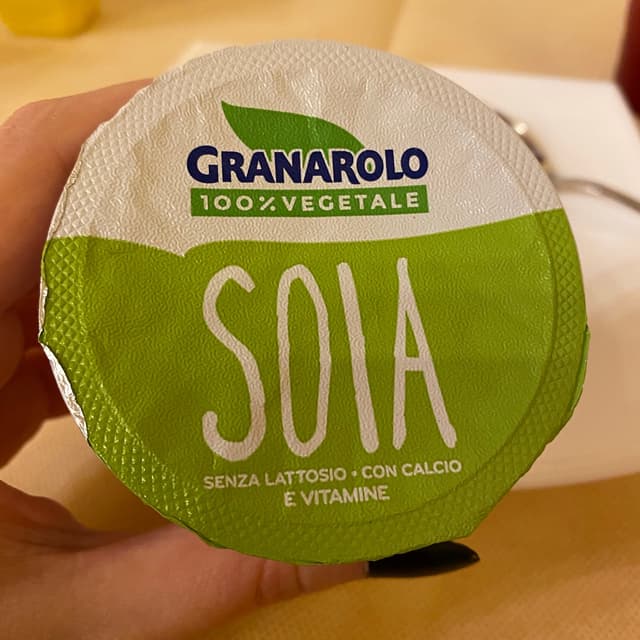 GRANAROLO
100% VEGETALE
SOIA
SENZA LATTOSIO • CON CALCIO
E VITAMINE